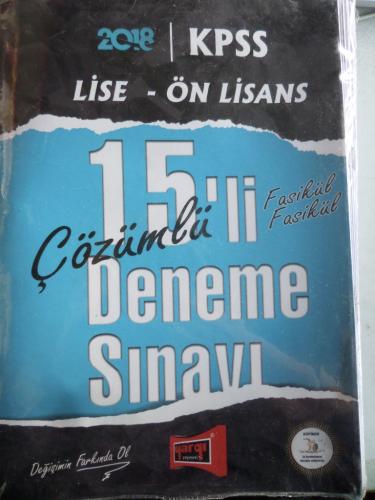 2018 | KPSS
LİSE - ÖN LİSANS
15'li
Fasikül
Fasikül
Çözümlü
Deneme
Sınavı
Değişimin Farkında Ol
yargı